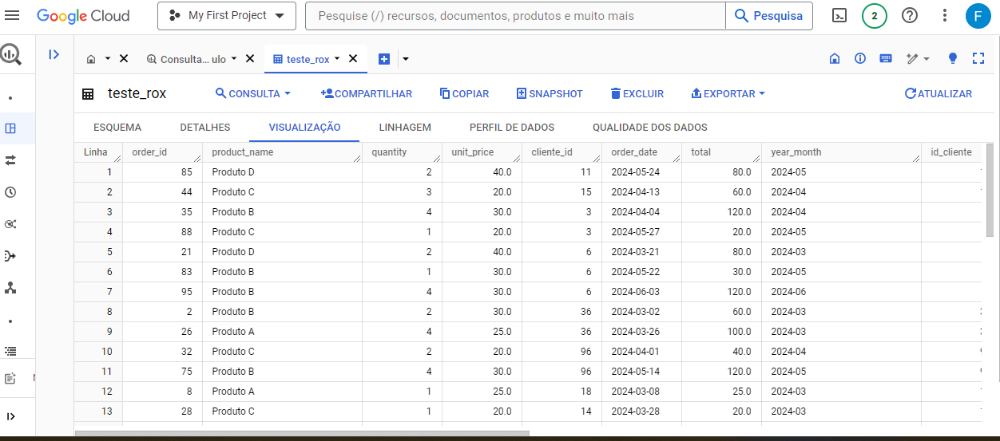 Google Cloud My First Project Pesquise (/) recursos, documentos, produtos e muito mais Pesquisa 2 F
Consulta... ulo teste_rox
teste_rox CONSULTA COMPARTILHAR COPIAR SNAPSHOT EXCLUIR EXPORTAR ATUALIZAR
ESQUEMA DETALHES VISUALIZAÇÃO LINHAGEM PERFIL DE DADOS QUALIDADE DOS DADOS
Linha order_id product_name quantity unit_price cliente_id order_date total year_month id_cliente
1 85 Produto D 2 40.0 11 2024-05-24 80.0 2024-05
2 44 Produto C 3 20.0 15 2024-04-13 60.0 2024-04
3 35 Produto B 4 30.0 3 2024-04-04 120.0 2024-04
4 88 Produto C 1 20.0 3 2024-05-27 20.0 2024-05
5 21 Produto D 2 40.0 6 2024-03-21 80.0 2024-03
6 83 Produto B 1 30.0 6 2024-05-22 30.0 2024-05
7 95 Produto B 4 30.0 6 2024-06-03 120.0 2024-06
8 2 Produto B 2 30.0 36 2024-03-02 60.0 2024-03
9 26 Produto A 4 25.0 36 2024-03-26 100.0 2024-03
10 32 Produto C 2 20.0 96 2024-04-01 40.0 2024-04
11 75 Produto B 4 30.0 96 2024-05-14 120.0 2024-05
12 8 Produto A 1 25.0 18 2024-03-08 25.0 2024-03
13 28 Produto C 1 20.0 14 2024-03-28 20.0 2024-03